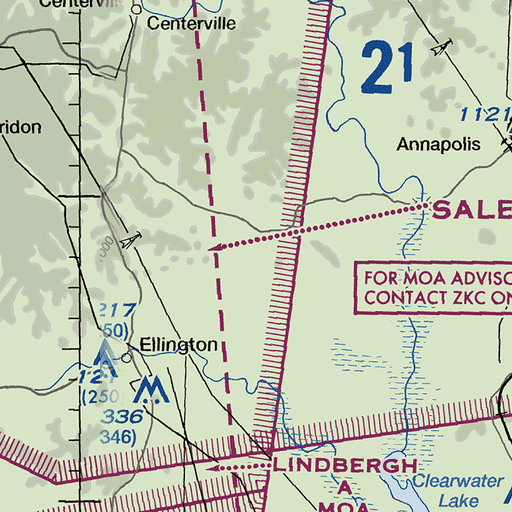 Centerville
Centerville
21
1121
Annapolis
ridon
SALE
000
FOR MOA ADVISO
CONTACT ZKC ON
217
50)
Ellington
12
(250
336
346)
LINDBERGH
A
MOA
Clearwater
Lake